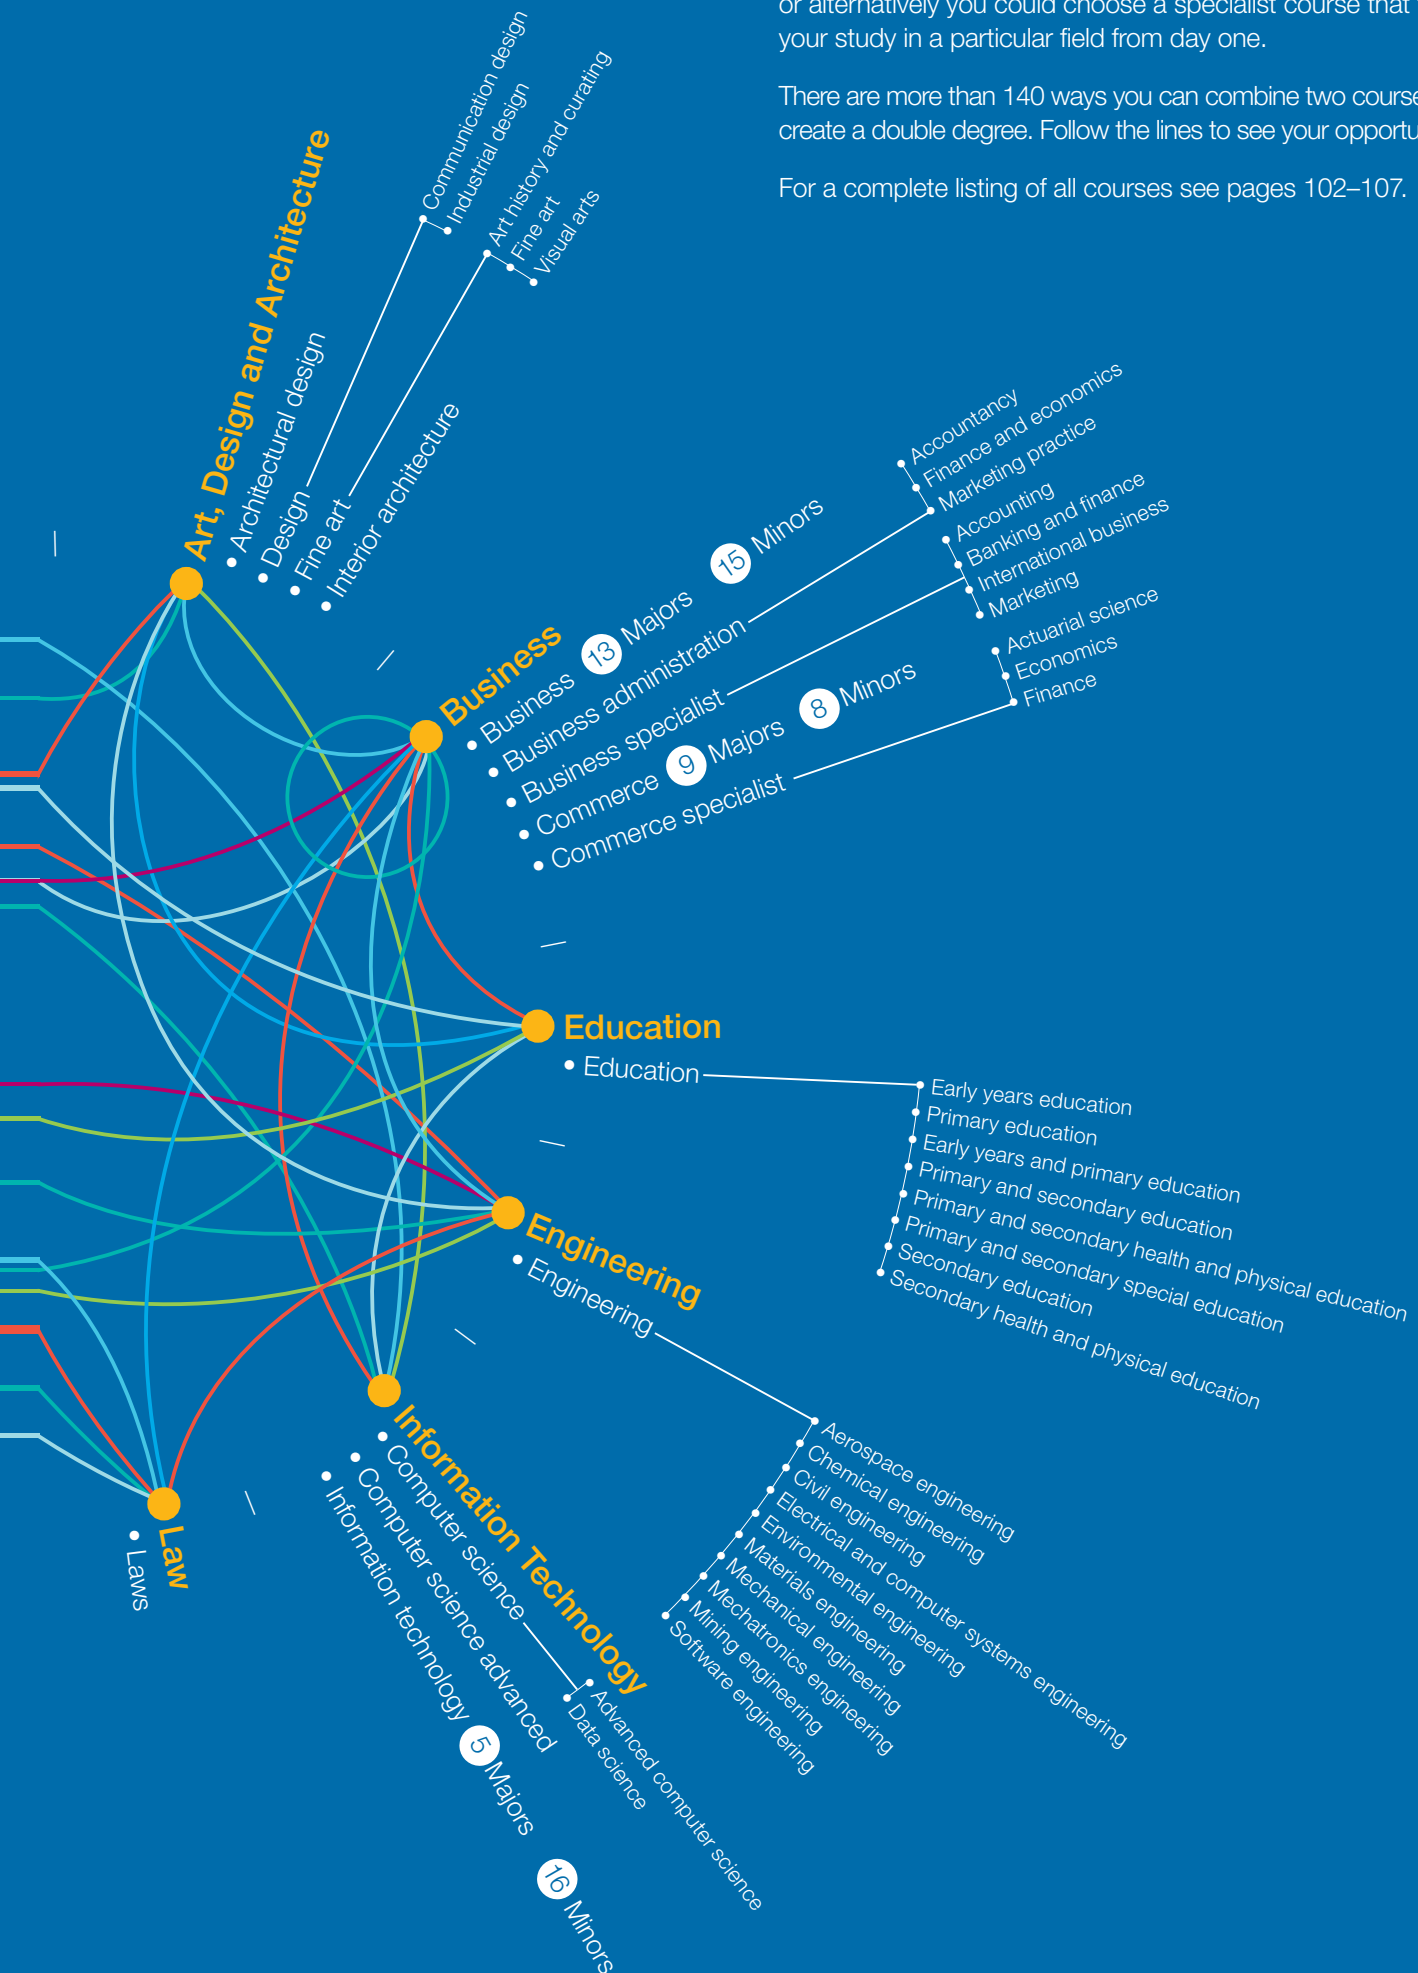 or alternatively you could choose a specialist course that
your study in a particular field from day one.
There are more than 140 ways you can combine two course
create a double degree. Follow the lines to see your opportu
For a complete listing of all courses see pages 102–107.
Art, Design and Architecture
Architectural design
Design
Communication design
Industrial design
Fine art
Art history and curating
Fine art
Visual arts
Interior architecture
Business
Business 13 Majors 15 Minors
Business administration
Accountancy
Finance and economics
Marketing practice
Business specialist
Accounting
Banking and finance
International business
Marketing
Commerce 9 Majors 8 Minors
Commerce specialist
Actuarial science
Economics
Finance
Education
Education
Early years education
Primary education
Early years and primary education
Primary and secondary education
Primary and secondary health and physical education
Primary and secondary special education
Secondary education
Secondary health and physical education
Engineering
Engineering
Aerospace engineering
Chemical engineering
Civil engineering
Electrical and computer systems engineering
Environmental engineering
Materials engineering
Mechanical engineering
Mechatronics engineering
Mining engineering
Software engineering
Information Technology
Computer science
Advanced computer science
Data science
Computer science advanced
Information technology 5 Majors 16 Minors
Law
Laws